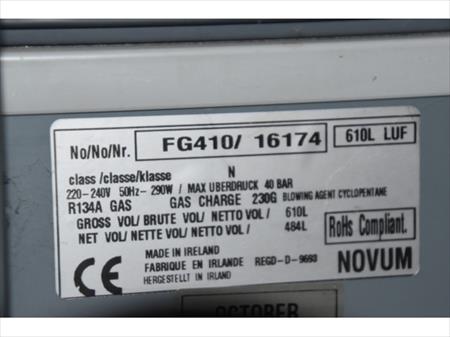 No/No/Nr. FG410/ 16174 610L LUF
class /classe/klasse N
220-240V 50Hz- 290W / MAX UBERDRUCK 40 BAR
R134A GAS GAS CHARGE 230G BLOWING AGENT CYCLOPENTANE
GROSS VOL/ BRUTE VOL / NETTO VOL / 610L
NET VOL/ NETTE VOL / NETTO VOL/ 484L
RoHs Compliant.
CE
MADE IN IRELAND
FABRIQUE EN IRLANDE REGD-D-9693 NOVUM
HERGESTELLT IN IRLAND
OCTOBER